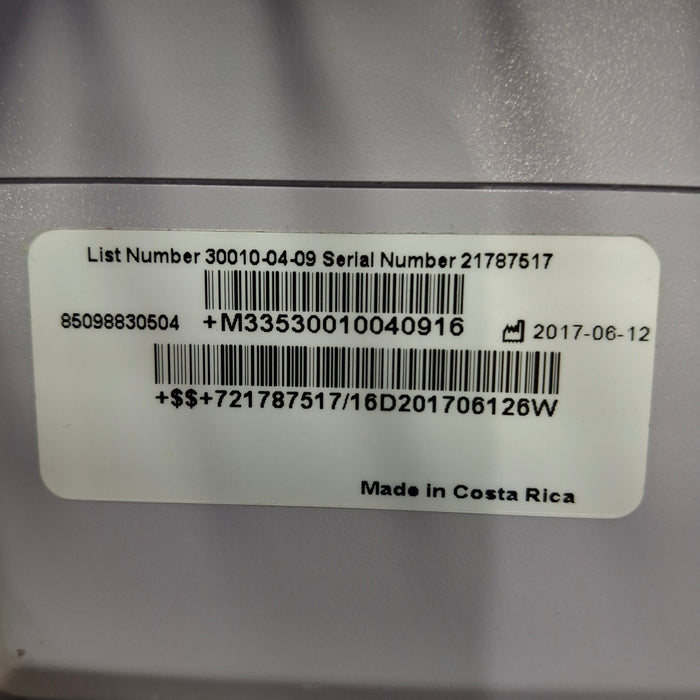 List Number 30010-04-09 Serial Number 21787517
85098830504 +M33530010040916 2017-06-12
+$$+721787517/16D201706126W
Made in Costa Rica